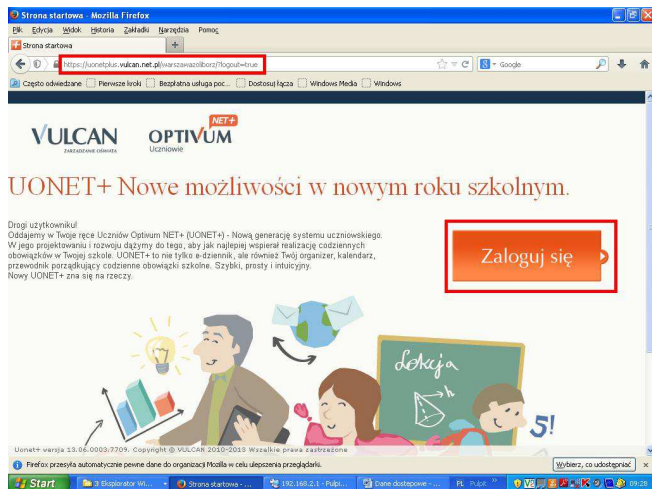 Strona startowa - Mozilla Firefox
Plik Edycja Widok Historia Zakładki Narzędzia Pomoc
Strona startowa +
https://uonetplus.vulcan.net.pl/warszawazoliborz/?logout=true Google
Często odwiedzane Pierwsze kroki Bezpłatna usługa poc... Dostosuj łącza Windows Media Windows
VULCAN
ZARZĄDZANIE OŚWIATĄ
OPTIVUM NET+
Uczniowie
UONET+ Nowe możliwości w nowym roku szkolnym.
Drogi użytkowniku!
Oddajemy w Twoje ręce Uczniów Optivum NET+ (UONET+) - Nową generację systemu uczniowskiego.
W jego projektowaniu i rozwoju dążymy do tego, aby jak najlepiej wspierał realizację codziennych
obowiązków w Twojej szkole. UONET+ to nie tylko e-dziennik, ale również Twój organizer, kalendarz,
przewodnik porządkujący codzienne obowiązki szkolne. Szybki, prosty i intuicyjny.
Nowy UONET+ zna się na rzeczy.
Zaloguj się
Lekcja
5!
Uonet+ wersja 13.06.0003.7709. Copyright @ VULCAN 2010-2013 Wszelkie prawa zastrzeżone
Firefox przesyła automatycznie pewne dane do organizacji Mozilla w celu ulepszenia przeglądarki. Wybierz, co udostępniać
Start 3 Eksplorator Wi... Strona startowa - ... 192.168.2.1 - Pulpi... Dane dostępowe - ... PL Pulpit 09:28